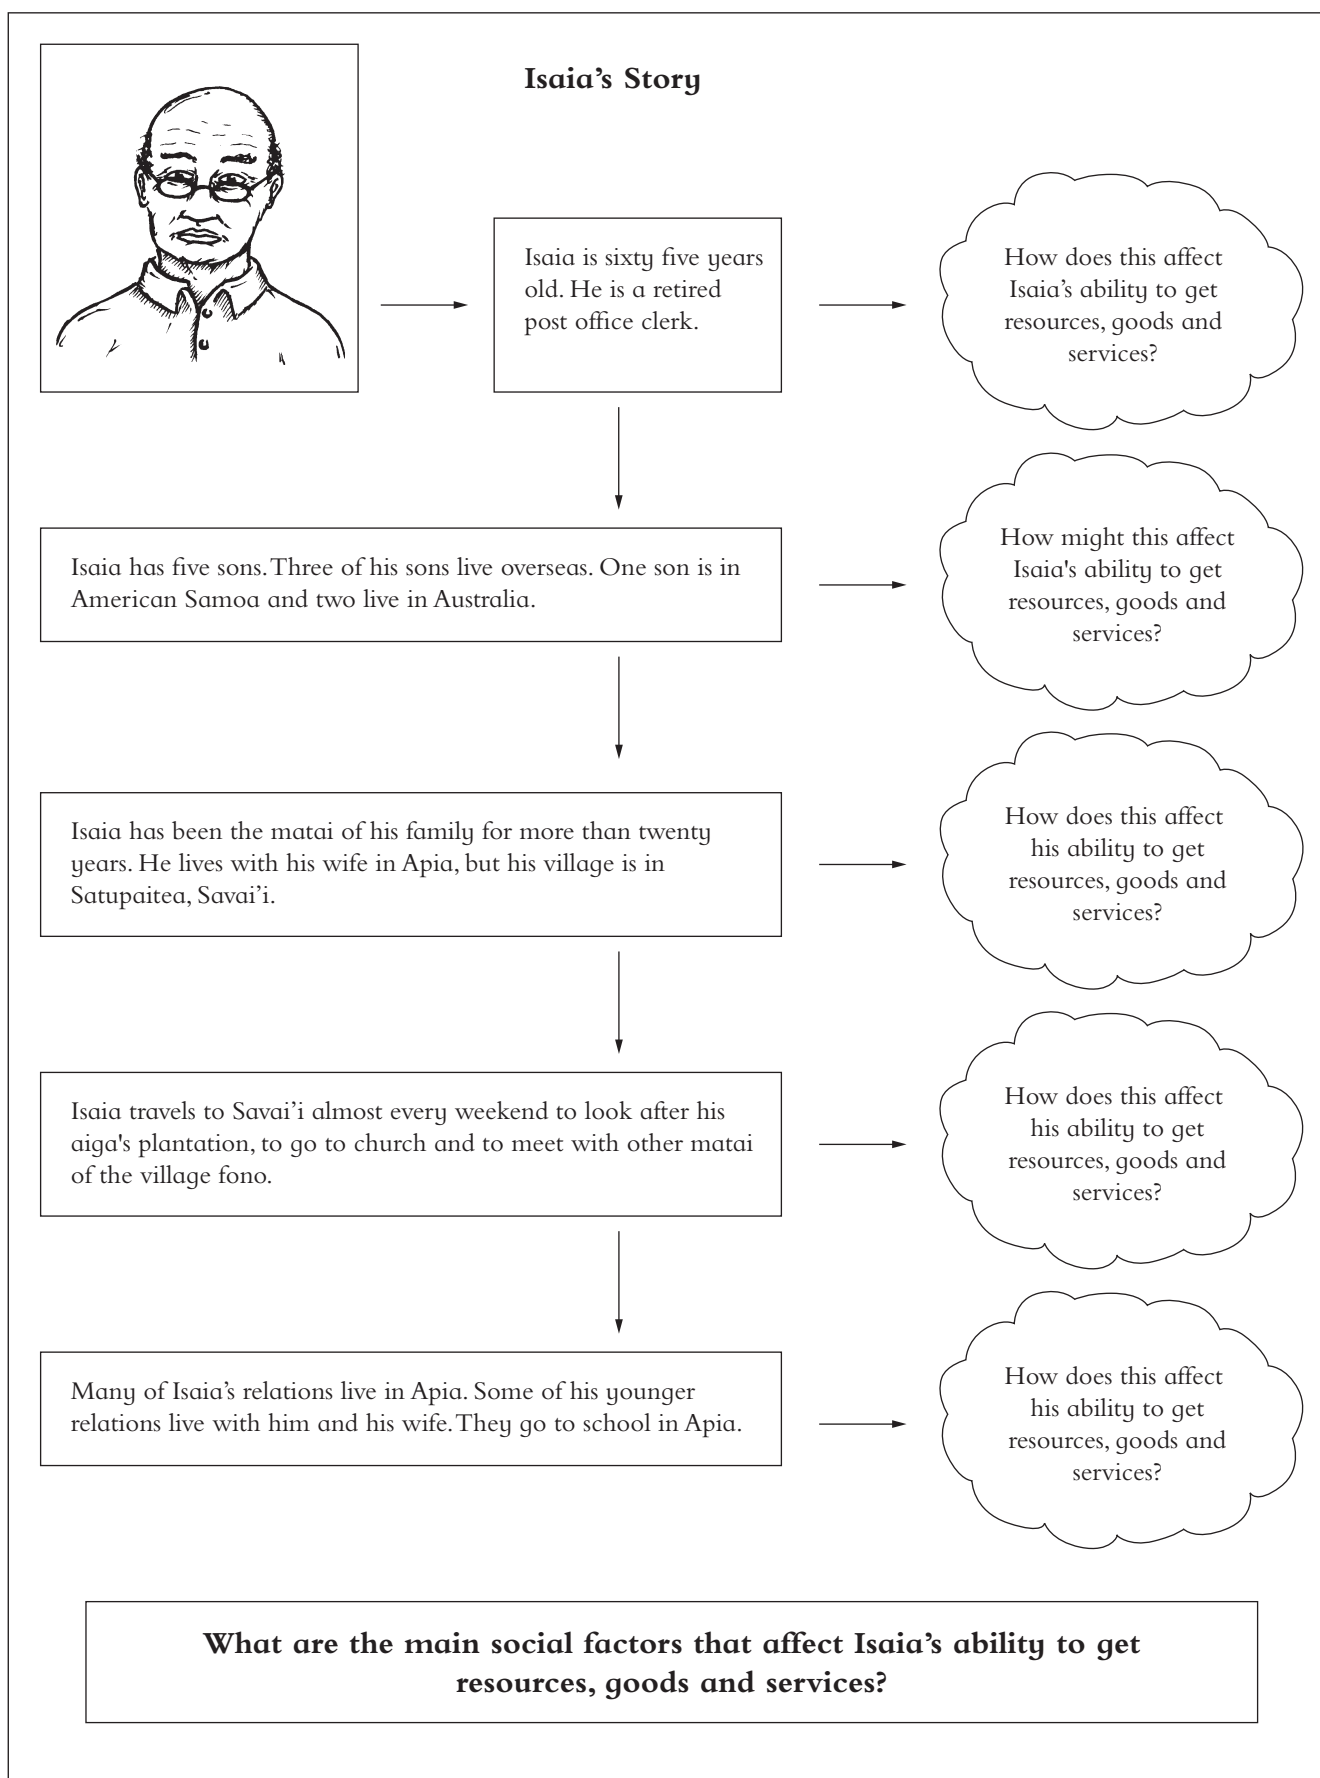 Isaia’s Story
Isaia is sixty five years
old. He is a retired
post office clerk.
How does this affect
Isaia’s ability to get
resources, goods and
services?
Isaia has five sons. Three of his sons live overseas. One son is in
American Samoa and two live in Australia.
How might this affect
Isaia's ability to get
resources, goods and
services?
Isaia has been the matai of his family for more than twenty
years. He lives with his wife in Apia, but his village is in
Satupaitea, Savai’i.
How does this affect
his ability to get
resources, goods and
services?
Isaia travels to Savai’i almost every weekend to look after his
aiga's plantation, to go to church and to meet with other matai
of the village fono.
How does this affect
his ability to get
resources, goods and
services?
Many of Isaia’s relations live in Apia. Some of his younger
relations live with him and his wife. They go to school in Apia.
How does this affect
his ability to get
resources, goods and
services?
What are the main social factors that affect Isaia’s ability to get
resources, goods and services?